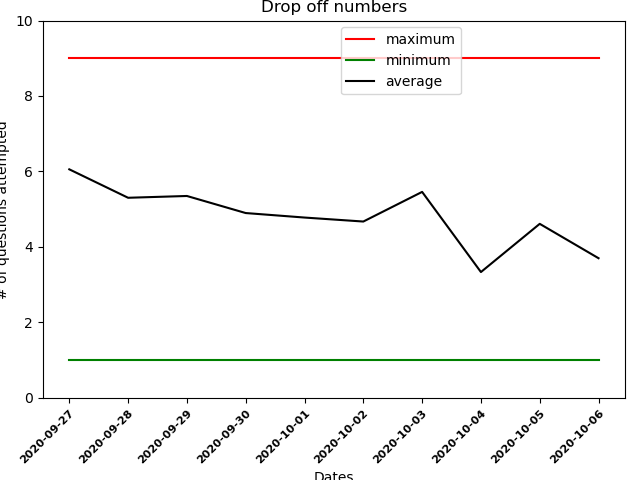 Drop off numbers
maximum
minimum
average
# of questions attempted
10
8
6
4
2
0
2020-09-27
2020-09-28
2020-09-29
2020-09-30
2020-10-01
2020-10-02
2020-10-03
2020-10-04
2020-10-05
2020-10-06
Dates